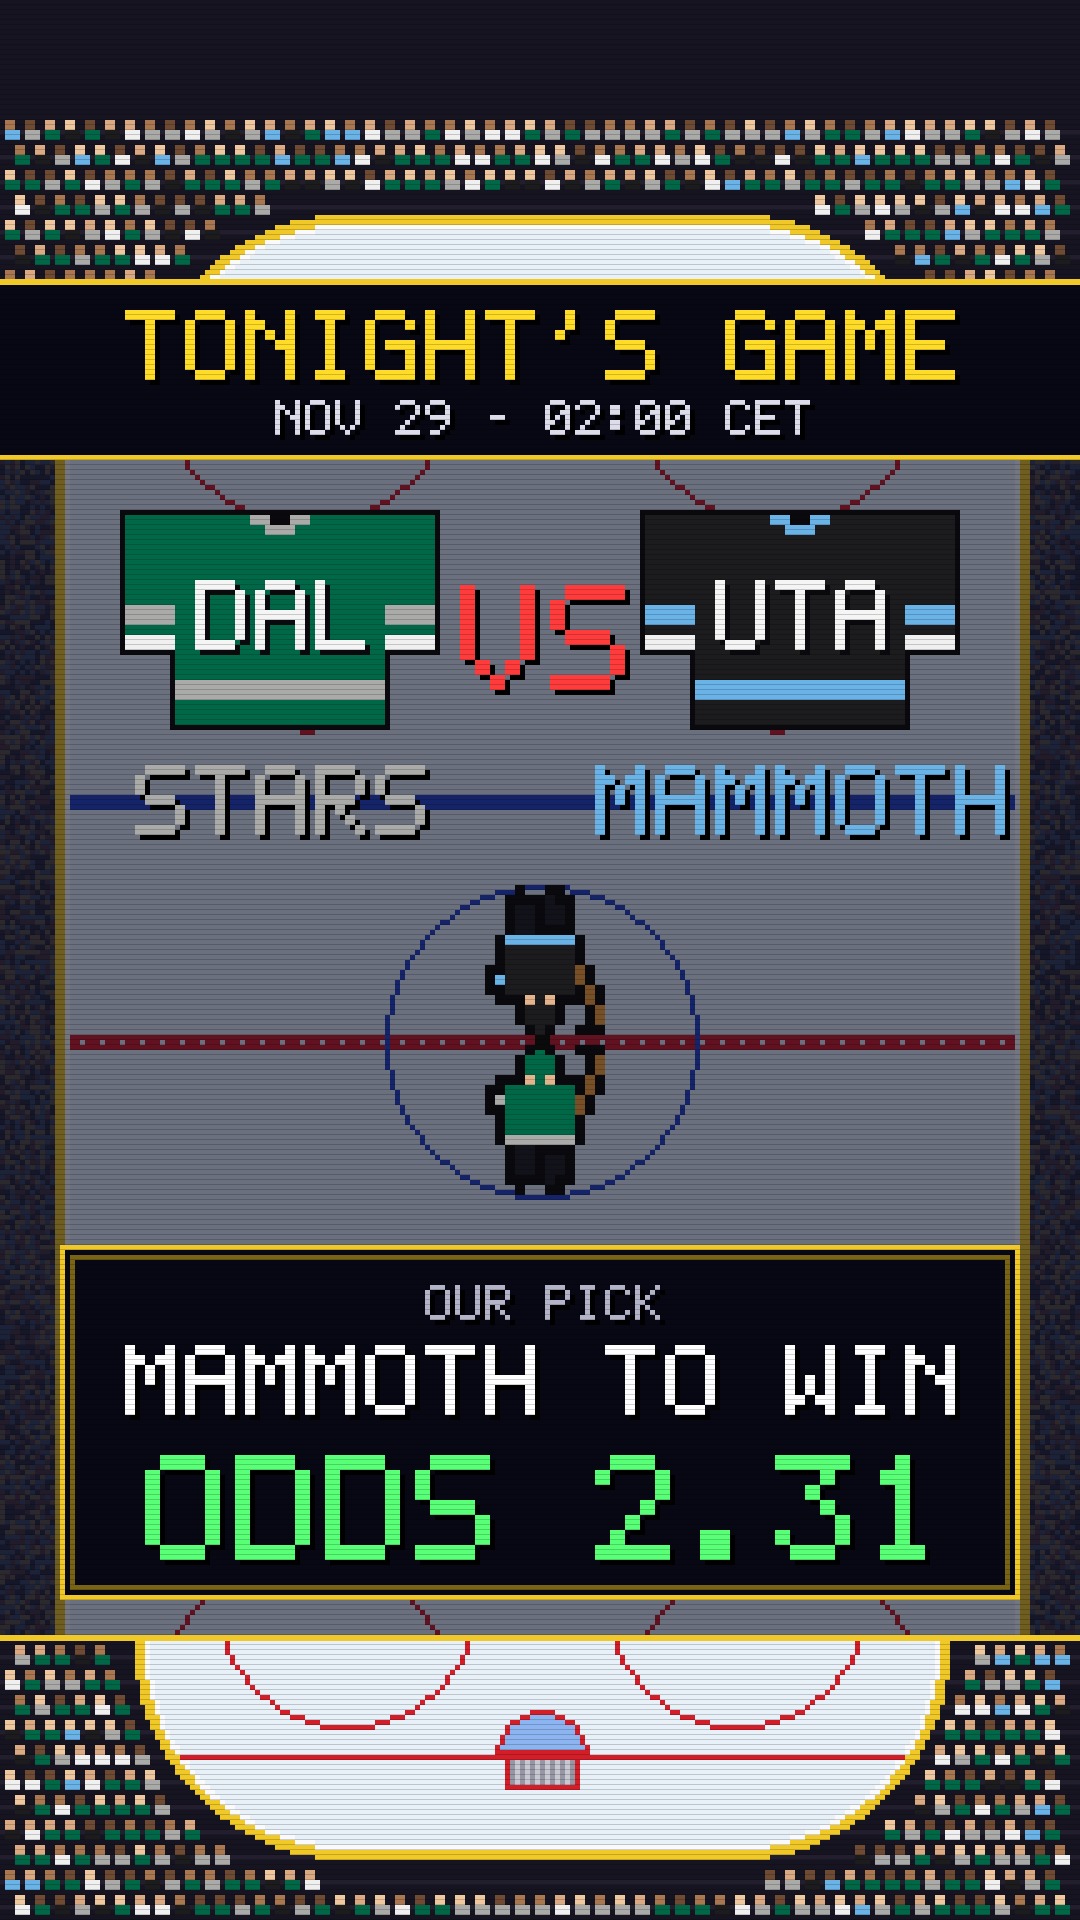 TONIGHT'S GAME
NOV 29 - 02:00 CET
DAL VS UTA
STARS MAMMOTH
OUR PICK
MAMMOTH TO WIN
ODDS 2.31